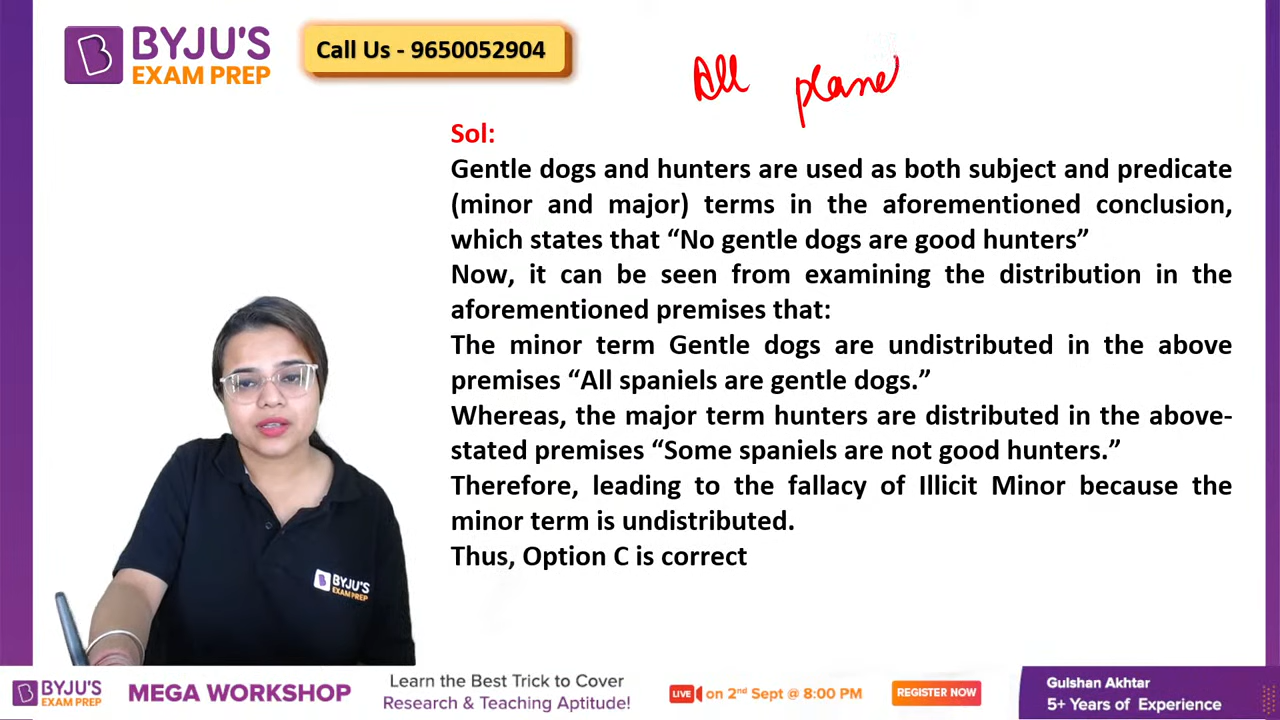 BYJU'S
EXAM PREP
Call Us - 9650052904
All plane
Sol:
Gentle dogs and hunters are used as both subject and predicate
(minor and major) terms in the aforementioned conclusion,
which states that “No gentle dogs are good hunters”
Now, it can be seen from examining the distribution in the
aforementioned premises that:
The minor term Gentle dogs are undistributed in the above
premises “All spaniels are gentle dogs.”
Whereas, the major term hunters are distributed in the above-
stated premises “Some spaniels are not good hunters.”
Therefore, leading to the fallacy of Illicit Minor because the
minor term is undistributed.
Thus, Option C is correct
BYJU'S
EXAM PREP
BYJU'S
EXAM PREP
MEGA WORKSHOP
Learn the Best Trick to Cover
Research & Teaching Aptitude!
LIVE on 2nd Sept @ 8:00 PM
REGISTER NOW
Gulshan Akhtar
5+ Years of Experience